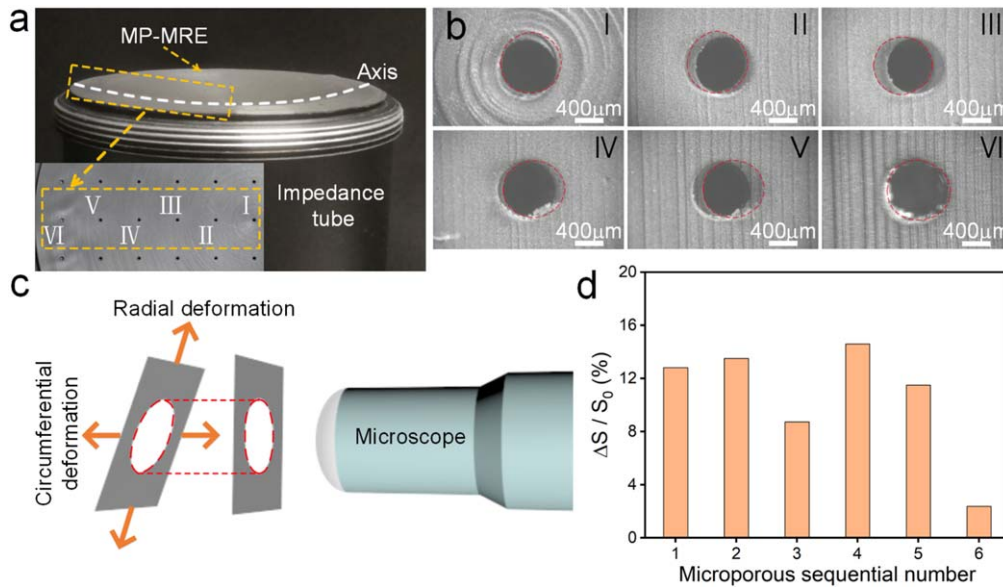 a
MP-MRE
Axis
Impedance
tube
V
III
I
VI
IV
II
b
I
400μm
II
400μm
III
400μm
IV
400μm
V
400μm
VI
400μm
c
Radial deformation
Circumferential
deformation
Microscope
d
20
16
12
8
4
0
ΔS / S₀ (%)
1 2 3 4 5 6
Microporous sequential number